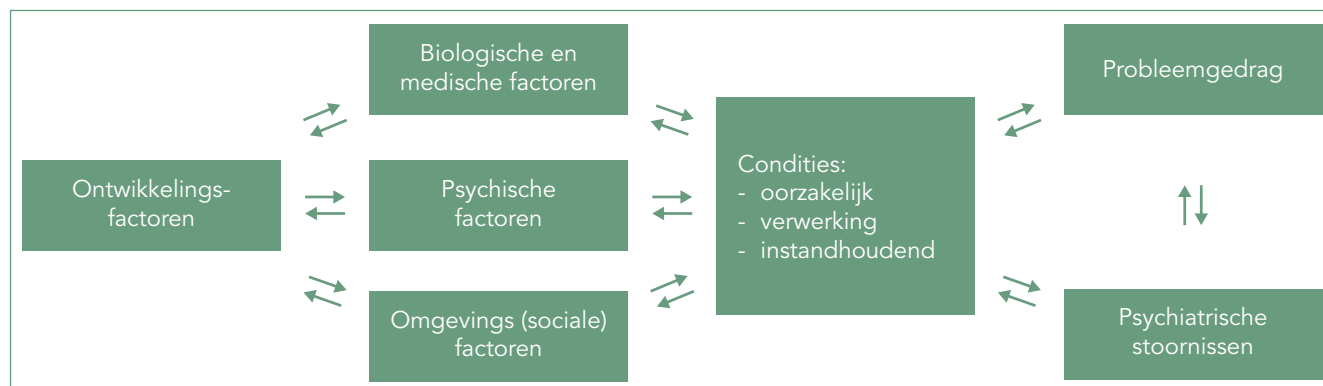 Ontwikkelings-
factoren
Biologische en
medische factoren
Psychische
factoren
Omgevings (sociale)
factoren
Condities:
- oorzakelijk
- verwerking
- instandhoudend
Probleemgedrag
Psychiatrische
stoornissen